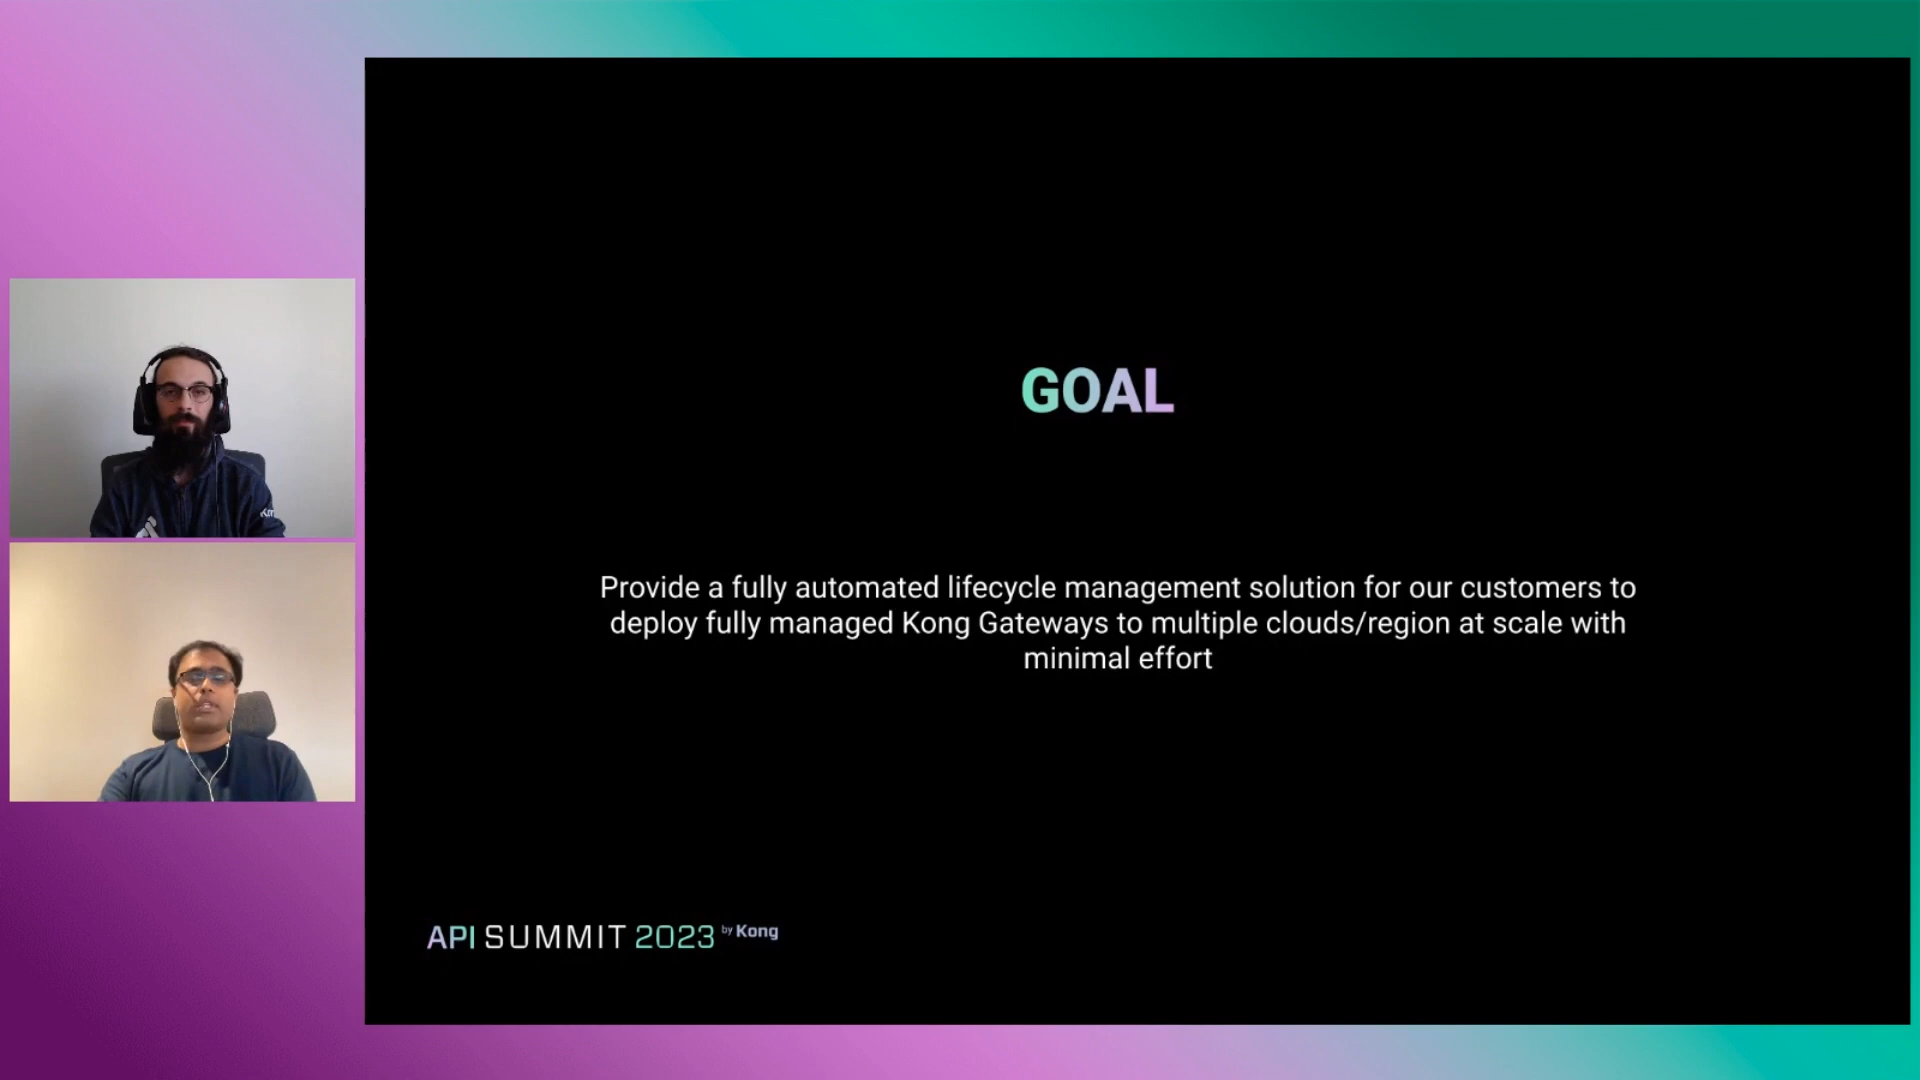 GOAL
Provide a fully automated lifecycle management solution for our customers to
deploy fully managed Kong Gateways to multiple clouds/region at scale with
minimal effort
API SUMMIT 2023 by Kong